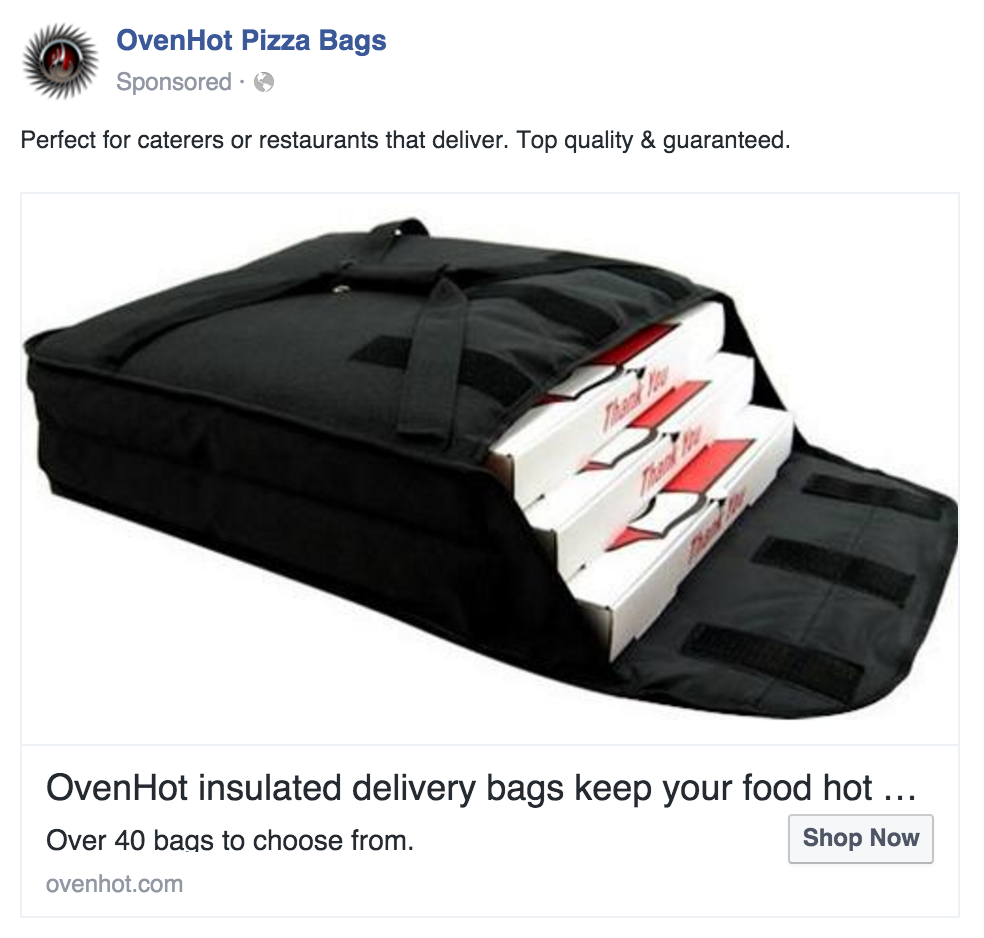 OvenHot Pizza Bags
Sponsored ·
Perfect for caterers or restaurants that deliver. Top quality & guaranteed.
Thank You
Thank You
Thank You
OvenHot insulated delivery bags keep your food hot ...
Over 40 bags to choose from.
Shop Now
ovenhot.com